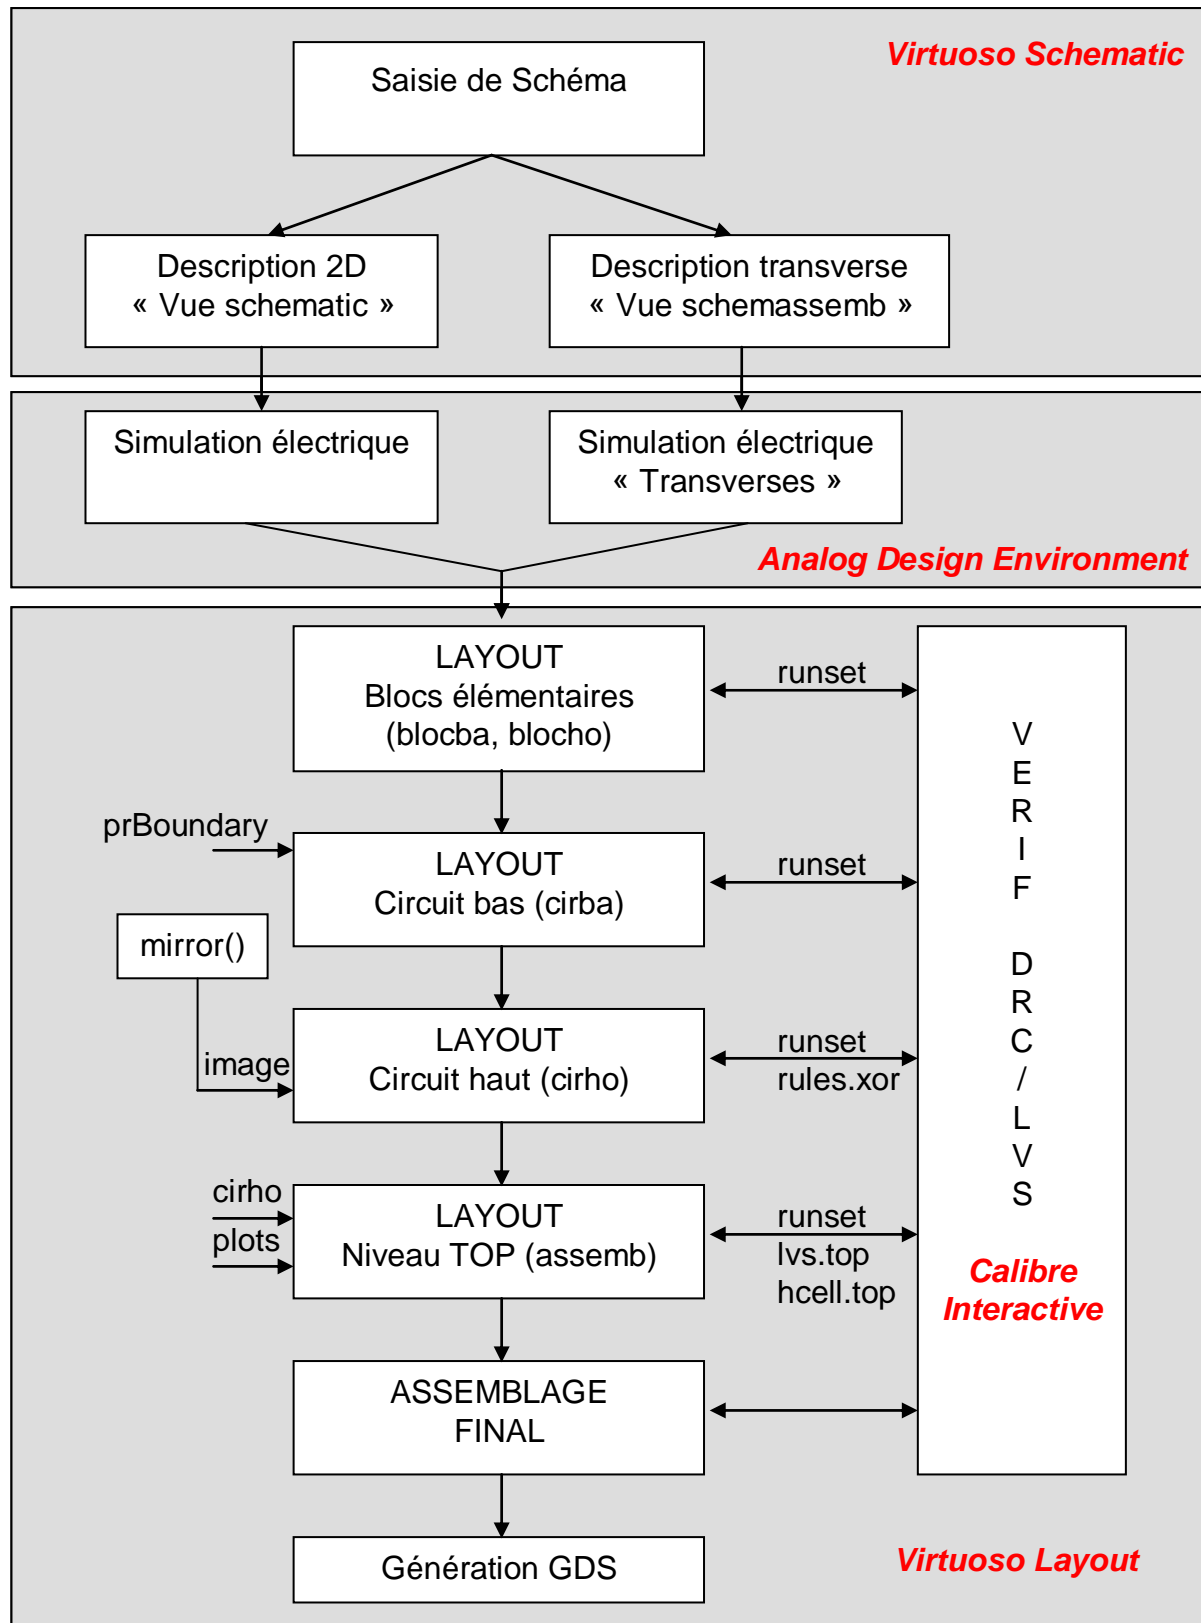 Virtuoso Schematic
Saisie de Schéma
Description 2D
« Vue schematic »
Description transverse
« Vue schemassemb »
Simulation électrique
Simulation électrique
« Transverses »
Analog Design Environment
LAYOUT
Blocs élémentaires
(blocba, blocho)
runset
prBoundary
LAYOUT
Circuit bas (cirba)
runset
mirror()
image
LAYOUT
Circuit haut (cirho)
runset
rules.xor
cirho
plots
LAYOUT
Niveau TOP (assemb)
runset
lvs.top
hcell.top
V
E
R
I
F
D
R
C
/
L
V
S
Calibre
Interactive
ASSEMBLAGE
FINAL
Génération GDS
Virtuoso Layout